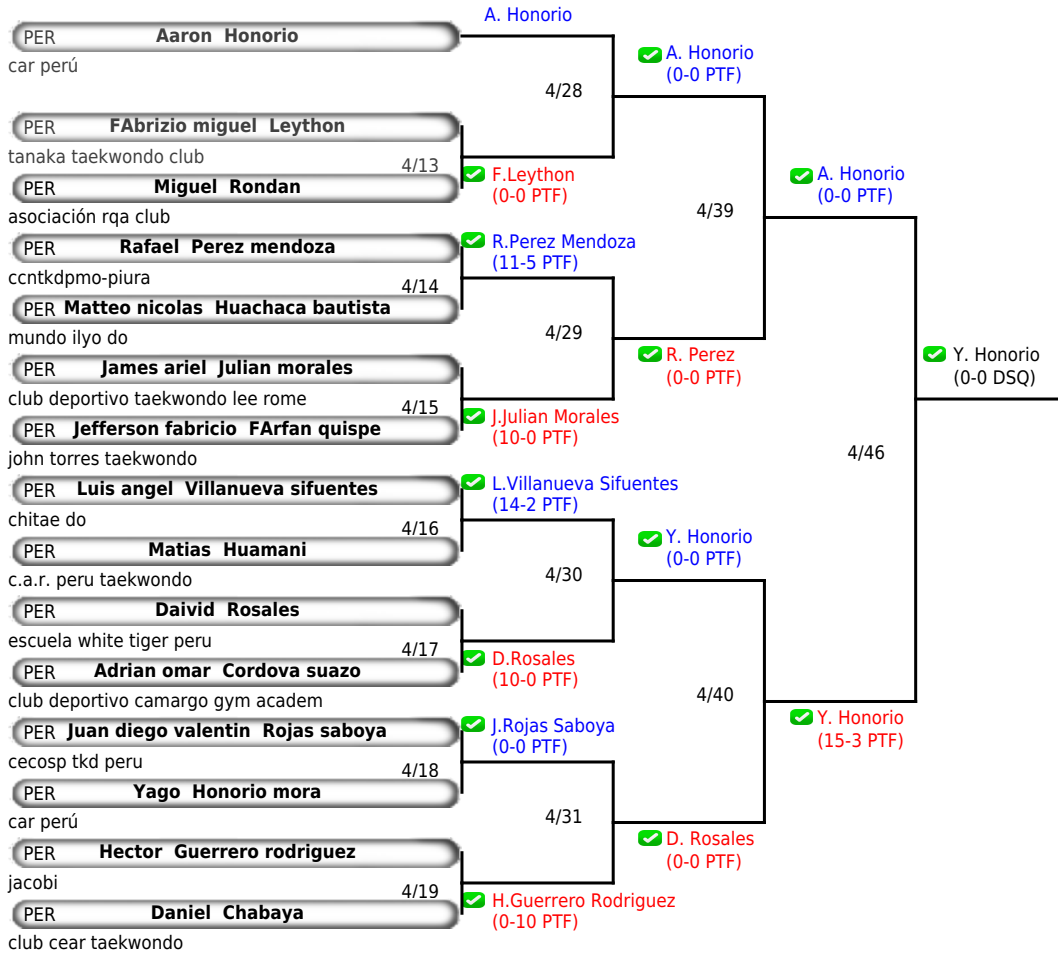 A. Honorio
PER Aaron Honorio
car perú
A. Honorio
(0-0 PTF)
4/28
PER FAbrizio miguel Leython
tanaka taekwondo club
4/13
F.Leython
(0-0 PTF)
PER Miguel Rondan
asociación rqa club
A. Honorio
(0-0 PTF)
4/39
PER Rafael Perez mendoza
R.Perez Mendoza
(11-5 PTF)
ccntkdpmo-piura
4/14
PER Matteo nicolas Huachaca bautista
mundo ilyo do
4/29
R. Perez
(0-0 PTF)
PER James ariel Julian morales
club deportivo taekwondo lee rome
4/15
J.Julian Morales
(10-0 PTF)
PER Jefferson fabricio FArfan quispe
john torres taekwondo
Y. Honorio
(0-0 DSQ)
4/46
PER Luis angel Villanueva sifuentes
L.Villanueva Sifuentes
(14-2 PTF)
chitae do
4/16
PER Matias Huamani
c.a.r. peru taekwondo
Y. Honorio
(0-0 PTF)
4/30
PER Daivid Rosales
escuela white tiger peru
4/17
D.Rosales
(10-0 PTF)
PER Adrian omar Cordova suazo
club deportivo camargo gym academ
4/40
Y. Honorio
(15-3 PTF)
PER Juan diego valentin Rojas saboya
J.Rojas Saboya
(0-0 PTF)
cecosp tkd peru
4/18
PER Yago Honorio mora
car perú
4/31
D. Rosales
(0-0 PTF)
PER Hector Guerrero rodriguez
jacobi
4/19
H.Guerrero Rodriguez
(0-10 PTF)
PER Daniel Chabaya
club cear taekwondo